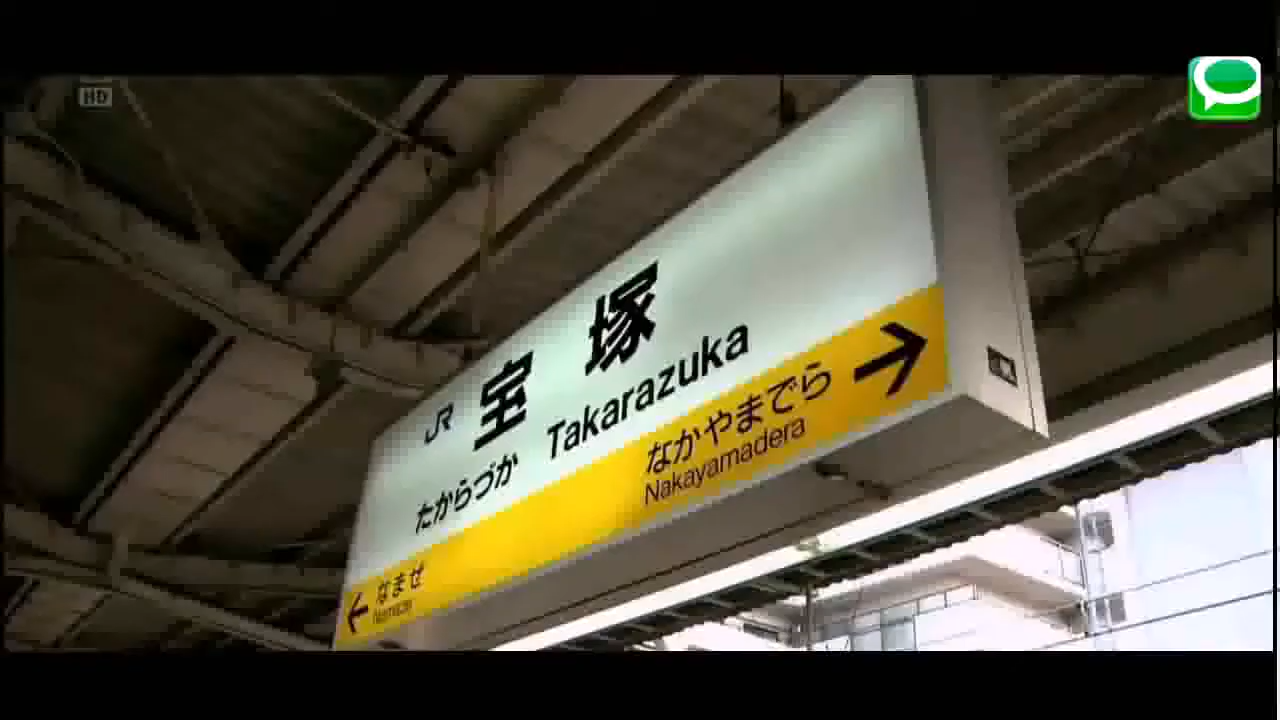 HD
JR 宝塚
たからづか Takarazuka
なかやまでら →
Nakayamadera
← なまぜ
Namaze